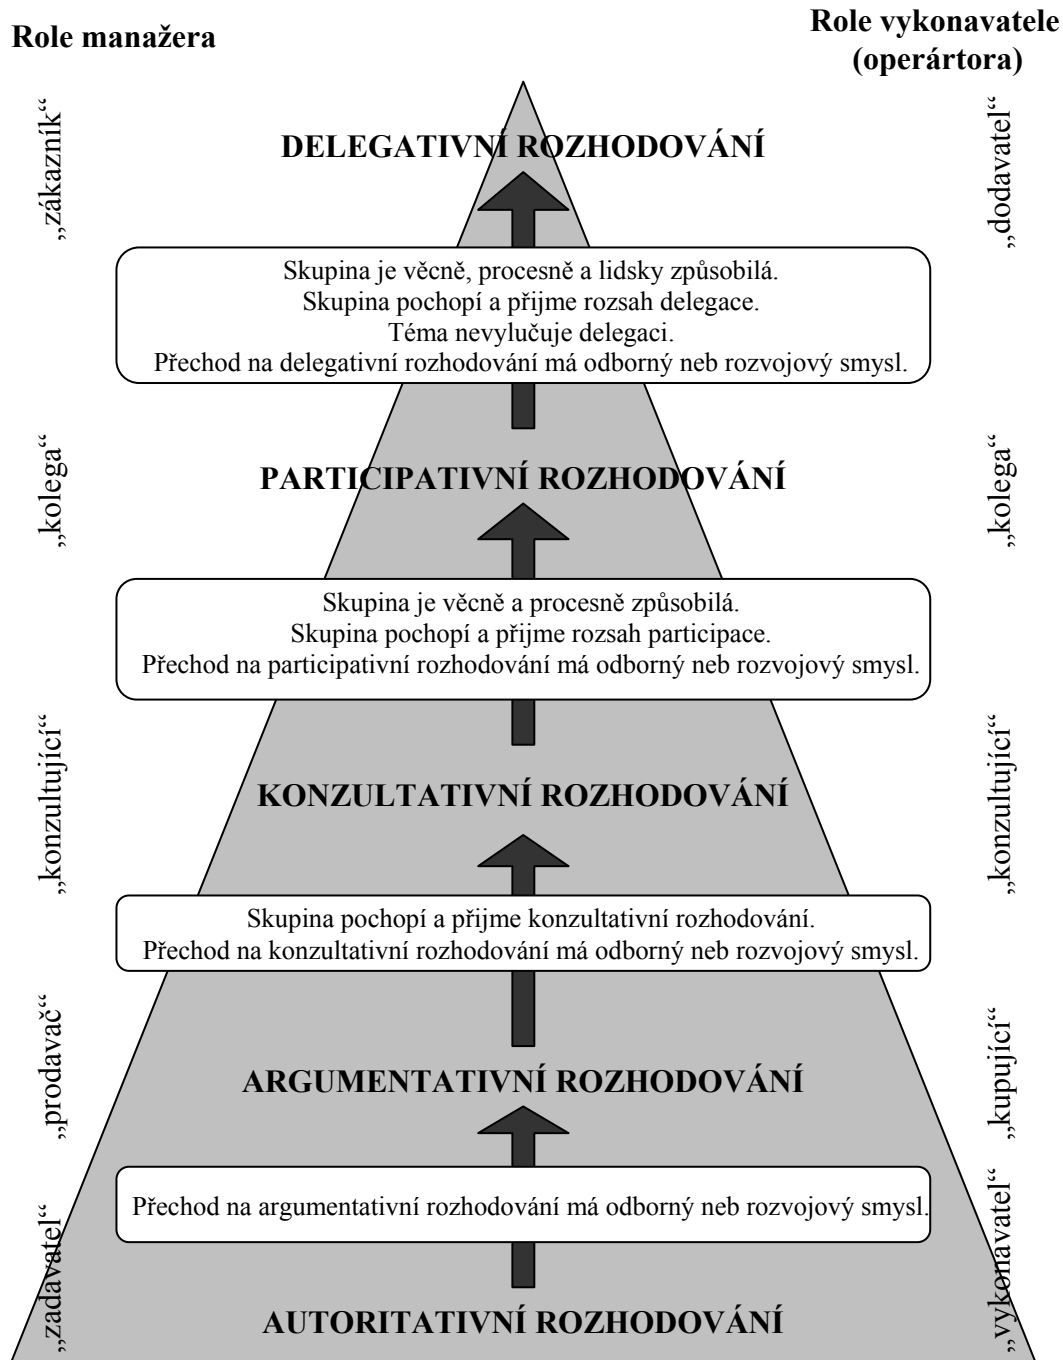 Role manažera
Role vykonavatele
(operártora)
„zákazník“
DELEGATIVNÍ ROZHODOVÁNÍ
„dodavatel“
Skupina je věcně, procesně a lidsky způsobilá.
Skupina pochopí a přijme rozsah delegace.
Téma nevylučuje delegaci.
Přechod na delegativní rozhodování má odborný neb rozvojový smysl.
„kolega“
PARTICIPATIVNÍ ROZHODOVÁNÍ
„kolega“
Skupina je věcně a procesně způsobilá.
Skupina pochopí a přijme rozsah participace.
Přechod na participativní rozhodování má odborný neb rozvojový smysl.
„konzultující“
KONZULTATIVNÍ ROZHODOVÁNÍ
„konzultující“
Skupina pochopí a přijme konzultativní rozhodování.
Přechod na konzultativní rozhodování má odborný neb rozvojový smysl.
„prodavač“
ARGUMENTATIVNÍ ROZHODOVÁNÍ
„kupující“
Přechod na argumentativní rozhodování má odborný neb rozvojový smysl.
„zadavatel“
AUTORITATIVNÍ ROZHODOVÁNÍ
„vykonavatel“